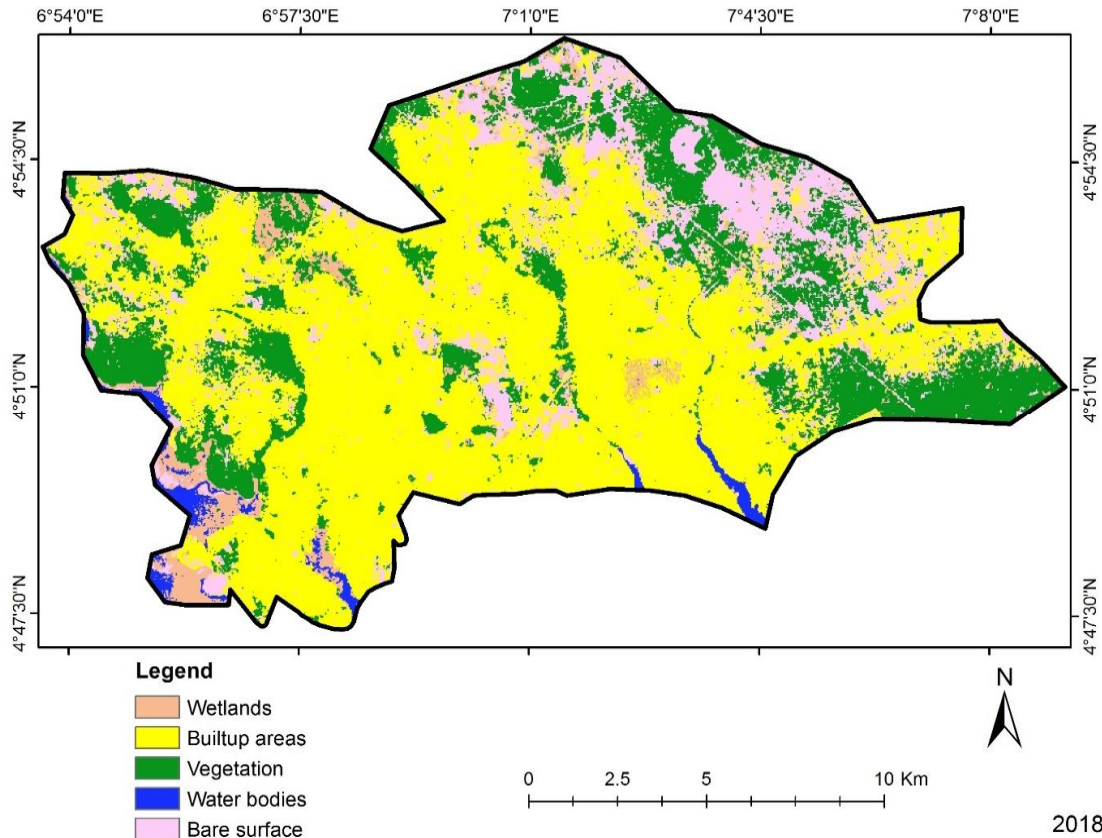 6°54'0"E 6°57'30"E 7°1'0"E 7°4'30"E 7°8'0"E
4°54'30"N 4°54'30"N
4°51'0"N 4°51'0"N
4°47'30"N 4°47'30"N
Legend
Wetlands
Builtup areas
Vegetation
Water bodies
Bare surface
N
0 2.5 5 10 Km
2018